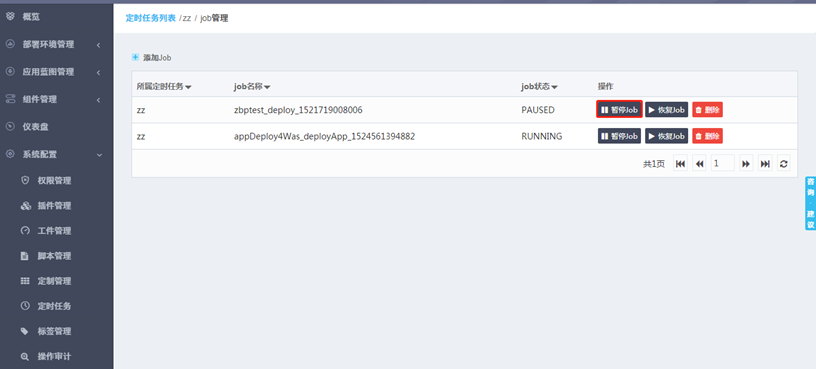 概览
部署环境管理
应用蓝图管理
组件管理
仪表盘
系统配置
权限管理
插件管理
工件管理
脚本管理
定制管理
定时任务
标签管理
操作审计
定时任务列表 / zz / job管理
添加Job
所属定时任务 job名称 job状态 操作
zz zbptest_deploy_1521719008006 PAUSED 暂停Job 恢复Job 删除
zz appDeploy4Was_deployApp_1524561394882 RUNNING 暂停Job 恢复Job 删除
共1页 1
咨询·建议